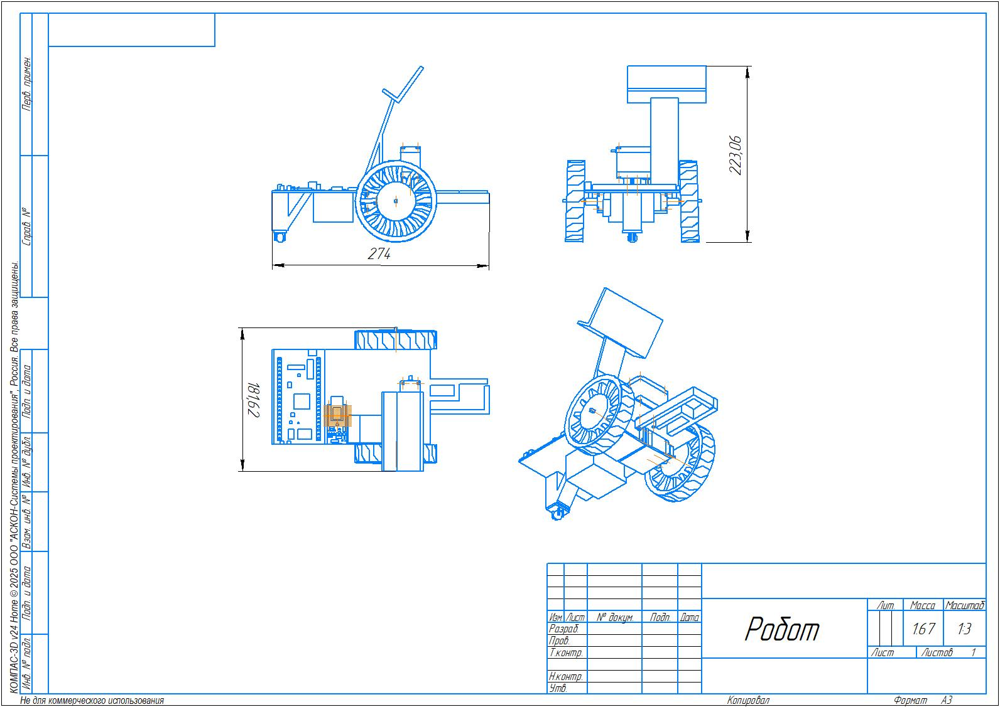 Перв. примен.
Справ. №
Подп. и дата
Инв. № дубл.
Взам. инв. №
Подп. и дата
Инв. № подл.
КОМПАС-3D v24 Home © 2025 ООО "АСКОН-Системы проектирования", Россия. Все права защищены.
223,06
274
181,62
Лит. Масса Масштаб
Изм. Лист № докум. Подп. Дата
Разраб.
Робот
1.67 1:3
Пров.
Т.контр.
Лист Листов 1
Н.контр.
Утв.
Не для коммерческого использования
Копировал
Формат A3